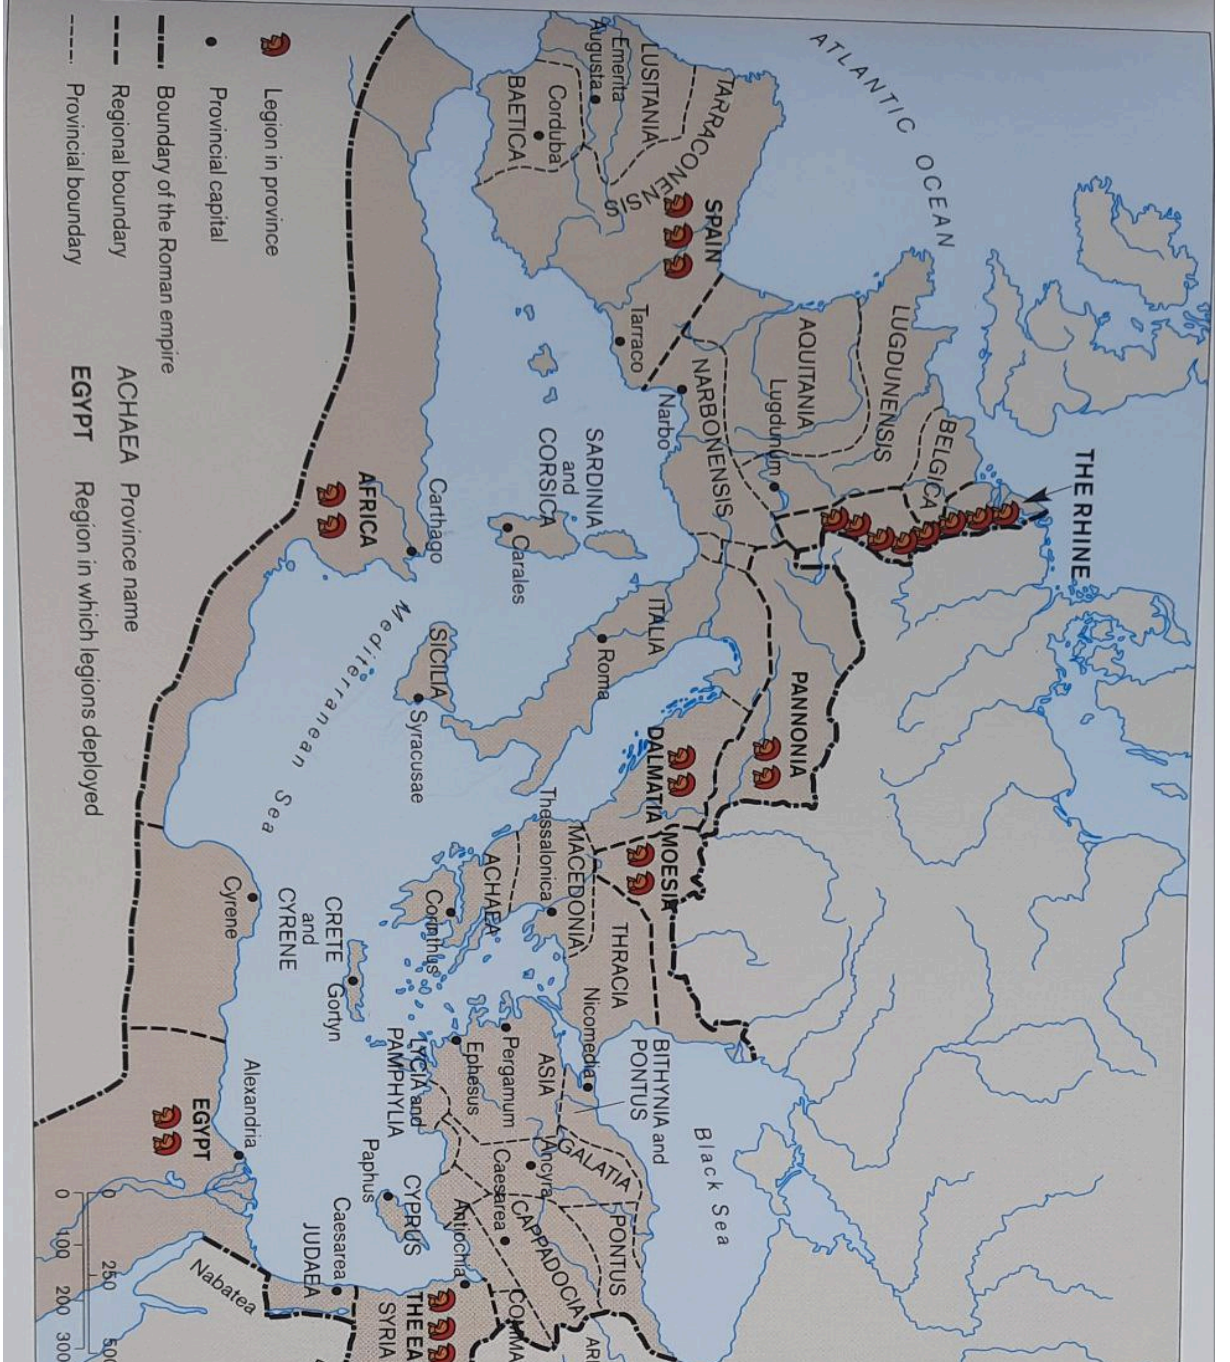 ATLANTIC OCEAN
THE RHINE
BELGICA
LUGDUNENSIS
AQUITANIA
Lugdunum
NARBONENSIS
Narbo
SPAIN
TARRACONENSIS
LUSITANIA
Emerita
Augusta
Corduba
BAETICA
Tarraco
SARDINIA
and
CORSICA
Carales
ITALIA
Roma
PANNONIA
DALMATIA
MOESIA
THRACIA
MACEDONIA
Thessalonica
ACHAEA
Corinthus
SICILIA
Syracusae
Mediterranean Sea
Carthago
AFRICA
Black Sea
BITHYNIA and
PONTUS
Nicomedia
ASIA
Pergamum
Ephesus
GALATIA
Ancyra
PONTUS
CAPPADOCIA
Caesarea
LYCIA and
PAMPHYLIA
CYPRUS
Paphus
Antiochia
COMMA
AR
THE EA
SYRIA
Caesarea
JUDAEA
Nabatea
CRETE
and
CYRENE
Gortyn
Cyrene
Alexandria
EGYPT
Legion in province
Provincial capital
Boundary of the Roman empire
Regional boundary
Provincial boundary
ACHAEA Province name
EGYPT Region in which legions deployed
0 250 500
0 100 200 300